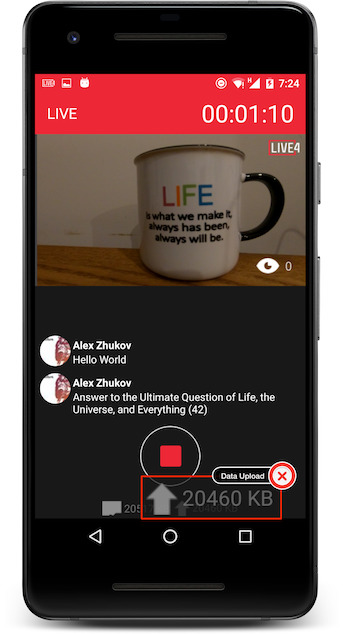 LIVE 7:24
LIVE 00:01:10
LIVE4
LIFE
is what we make it,
always has been,
always will be.
0
Alex Zhukov
Hello World
Alex Zhukov
Answer to the Ultimate Question of Life, the
Universe, and Everything (42)
Data Upload
20460 KB